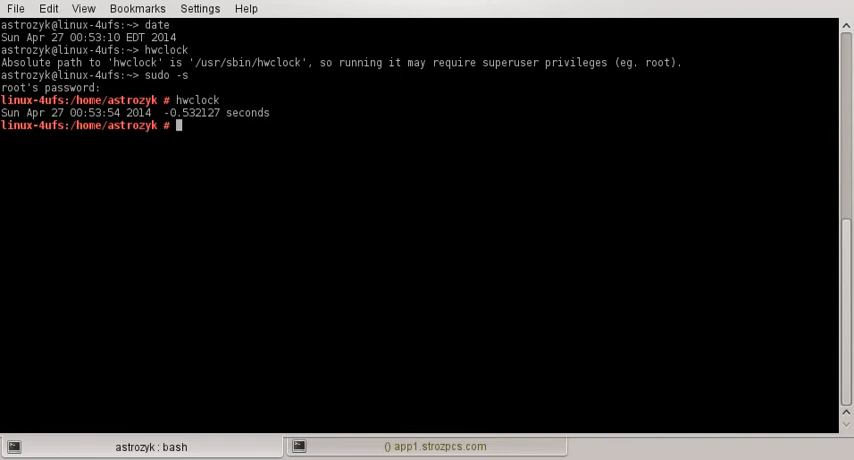 File Edit View Bookmarks Settings Help
astrozyk@linux-4ufs:~> date
Sun Apr 27 00:53:10 EDT 2014
astrozyk@linux-4ufs:~> hwclock
Absolute path to 'hwclock' is '/usr/sbin/hwclock', so running it may require superuser privileges (eg. root).
astrozyk@linux-4ufs:~> sudo -s
root's password:
linux-4ufs:/home/astrozyk # hwclock
Sun Apr 27 00:53:54 2014  -0.532127 seconds
linux-4ufs:/home/astrozyk #
astrozyk : bash
() app1.strozpcs.com